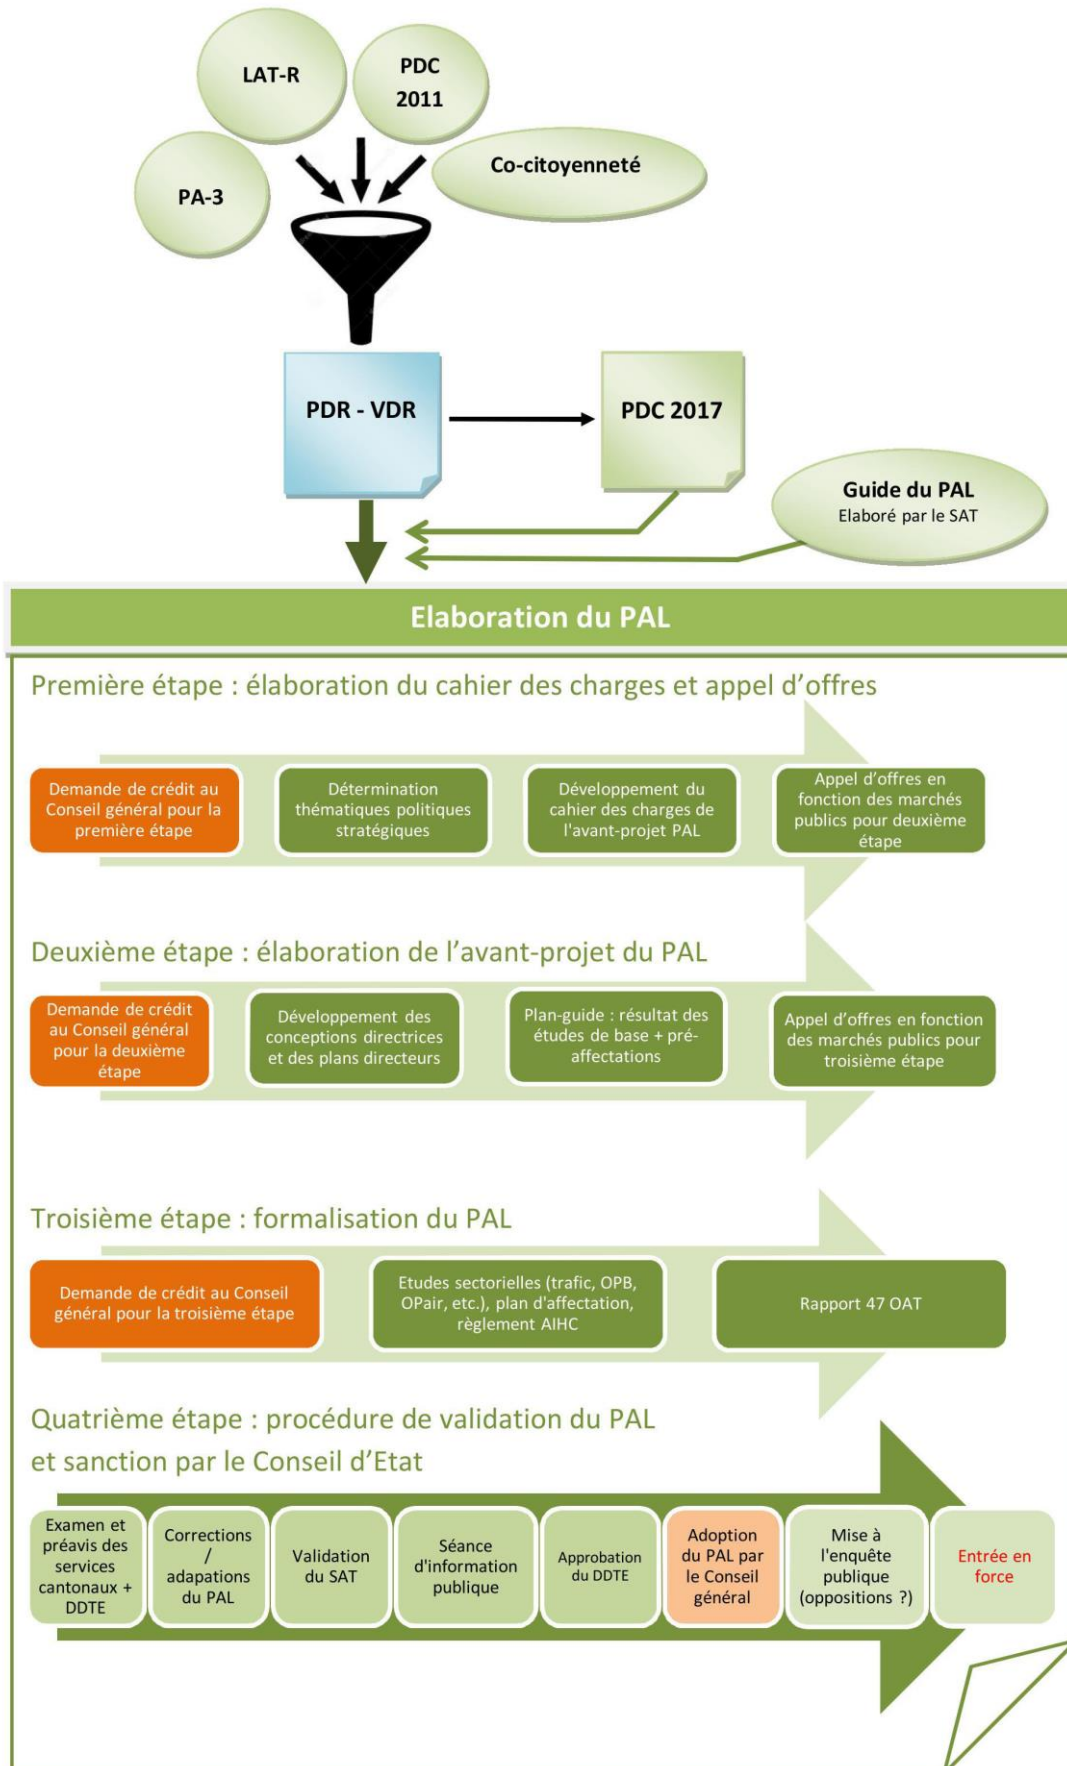 LAT-R
PDC
2011
PA-3
Co-citoyenneté
PDR - VDR
PDC 2017
Guide du PAL
Elaboré par le SAT
Elaboration du PAL
Première étape : élaboration du cahier des charges et appel d’offres
Demande de crédit au
Conseil général pour la
première étape
Détermination
thématiques politiques
stratégiques
Développement du
cahier des charges de
l'avant-projet PAL
Appel d’offres en
fonction des marchés
publics pour deuxième
étape
Deuxième étape : élaboration de l’avant-projet du PAL
Demande de crédit
au Conseil général
pour la deuxième
étape
Développement des
conceptions directrices
et des plans directeurs
Plan-guide : résultat des
études de base + pré-
affectations
Appel d’offres en fonction
des marchés publics pour
troisième étape
Troisième étape : formalisation du PAL
Demande de crédit au Conseil
général pour la troisième étape
Etudes sectorielles (trafic, OPB,
OPair, etc.), plan d'affectation,
règlement AIHC
Rapport 47 OAT
Quatrième étape : procédure de validation du PAL
et sanction par le Conseil d’Etat
Examen et
préavis des
services
cantonaux +
DDTE
Corrections
/
adapations
du PAL
Validation
du SAT
Séance
d'information
publique
Approbation
du DDTE
Adoption
du PAL par
le Conseil
général
Mise à
l'enquête
publique
(oppositions ?)
Entrée en
force